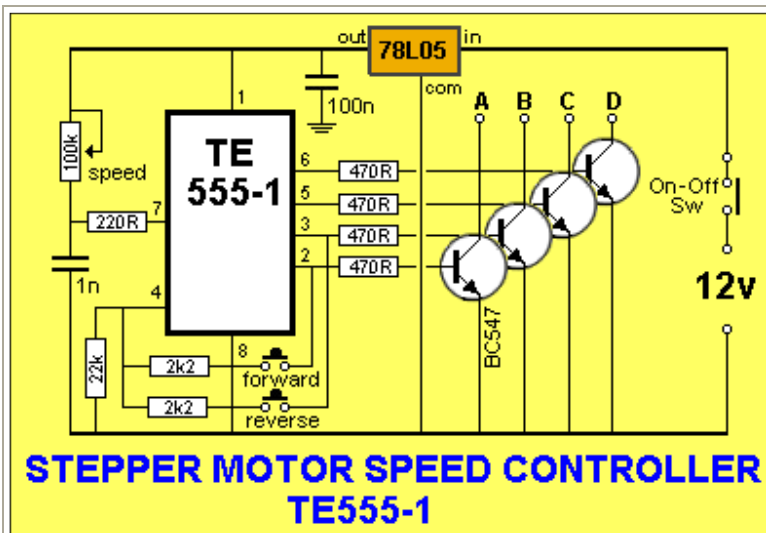 out 78L05 in
com
1
100n
A B C D
100k
speed
TE
555-1
6 470R
5 470R
3 470R
2 470R
7
220R
1n
4
22k
8
2k2
forward
2k2
reverse
BC547
On-Off
Sw
12v
STEPPER MOTOR SPEED CONTROLLER
TE555-1